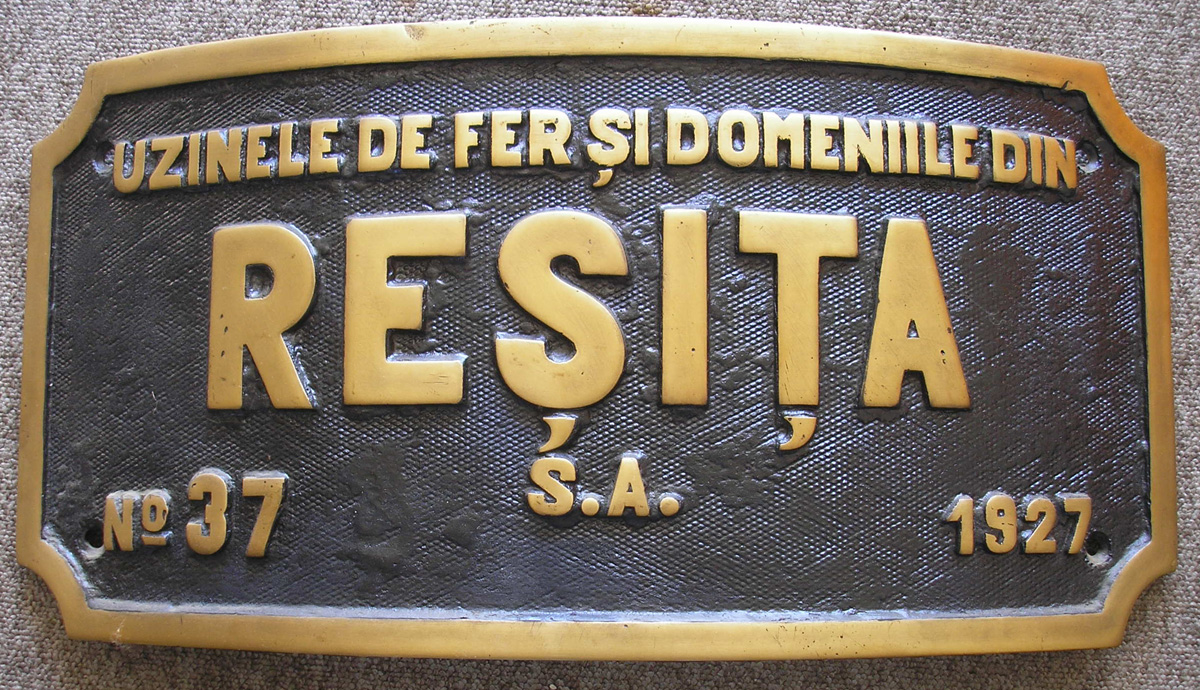 UZINELE DE FER ȘI DOMENIILE DIN
REȘIȚA
S.A.
Nº 37
1927